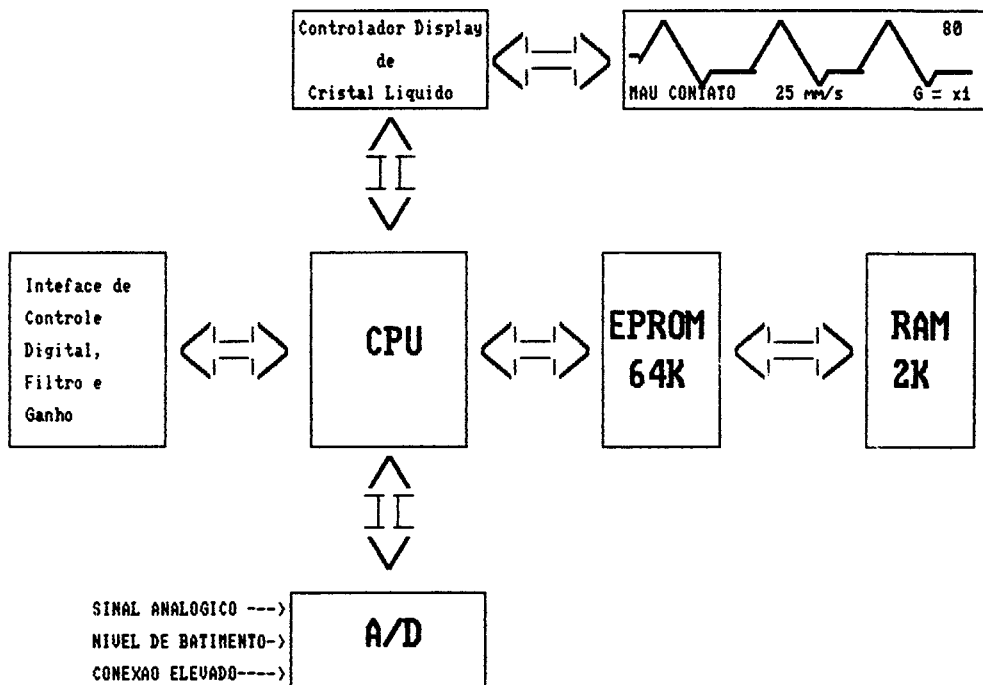 Controlador Display
de
Cristal Liquido
80
MAU CONTATO 25 mm/s G = x1
Inteface de
Controle
Digital,
Filtro e
Ganho
CPU
EPROM
64K
RAM
2K
SINAL ANALOGICO --->
NIVEL DE BATIMENTO->
CONEXAO ELEVADO---->
A/D